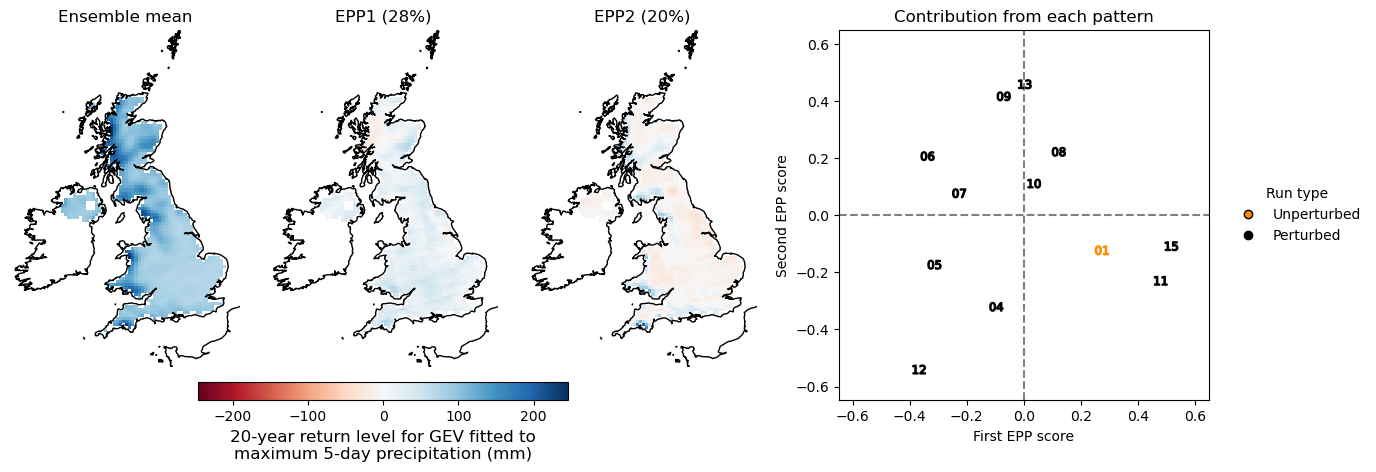 Ensemble mean
EPP1 (28%)
EPP2 (20%)
−200
−100
0
100
200
20-year return level for GEV fitted to
maximum 5-day precipitation (mm)
Contribution from each pattern
Second EPP score
0.6
0.4
0.2
0.0
−0.2
−0.4
−0.6
13
09
08
06
10
07
01
15
05
11
04
12
−0.6
−0.4
−0.2
0.0
0.2
0.4
0.6
First EPP score
Run type
Unperturbed
Perturbed